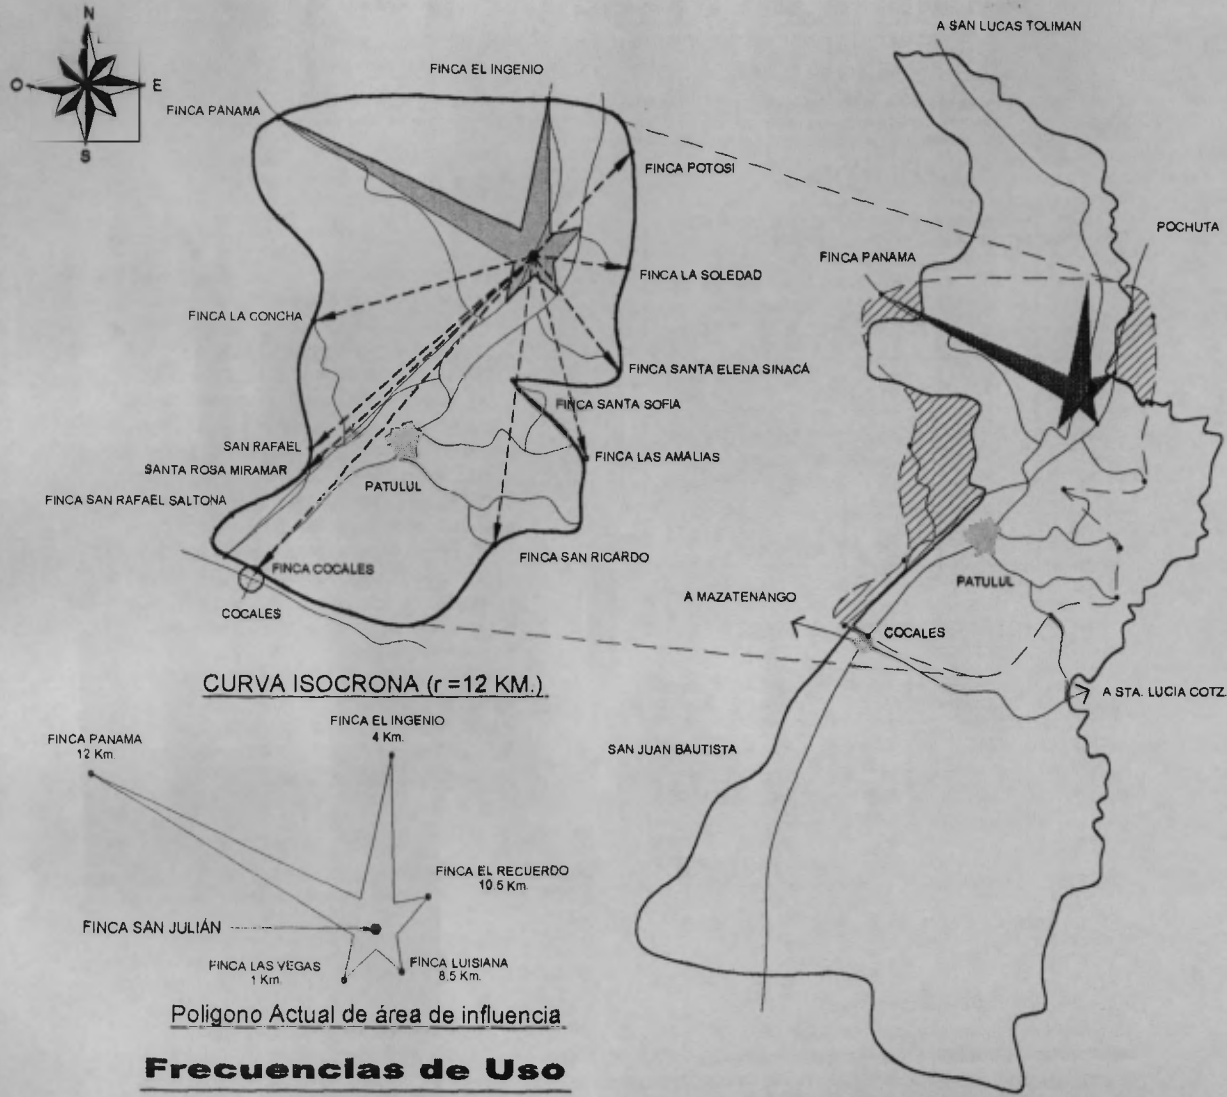 N
O
E
S
FINCA EL INGENIO
FINCA PANAMA
FINCA POTOSI
FINCA LA SOLEDAD
FINCA LA CONCHA
FINCA SANTA ELENA SINACÁ
FINCA SANTA SOFIA
SAN RAFAEL
SANTA ROSA MIRAMAR
FINCA LAS AMALIAS
PATULUL
FINCA SAN RAFAEL SALTONA
FINCA SAN RICARDO
FINCA COCALES
COCALES
CURVA ISOCRONA (r =12 KM.)
A SAN LUCAS TOLIMAN
POCHUTA
FINCA PANAMA
PATULUL
A MAZATENANGO
COCALES
A STA. LUCIA COTZ.
SAN JUAN BAUTISTA
FINCA EL INGENIO
4 Km.
FINCA PANAMA
12 Km.
FINCA EL RECUERDO
10.5 Km.
FINCA SAN JULIÁN
FINCA LAS VEGAS
1 Km.
FINCA LUISIANA
8.5 Km.
Poligono Actual de área de influencia
Frecuencias de Uso